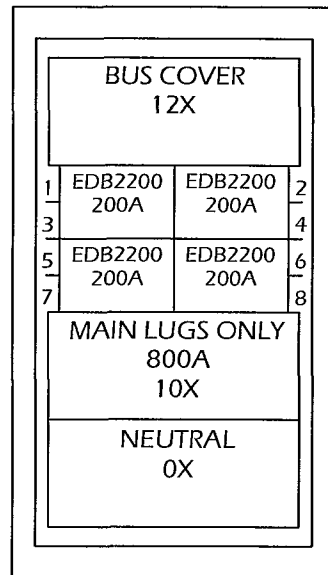 BUS COVER
12X
1 EDB2200 EDB2200 2
200A 200A
3 4
5 EDB2200 EDB2200 6
200A 200A
7 8
MAIN LUGS ONLY
800A
10X
NEUTRAL
0X